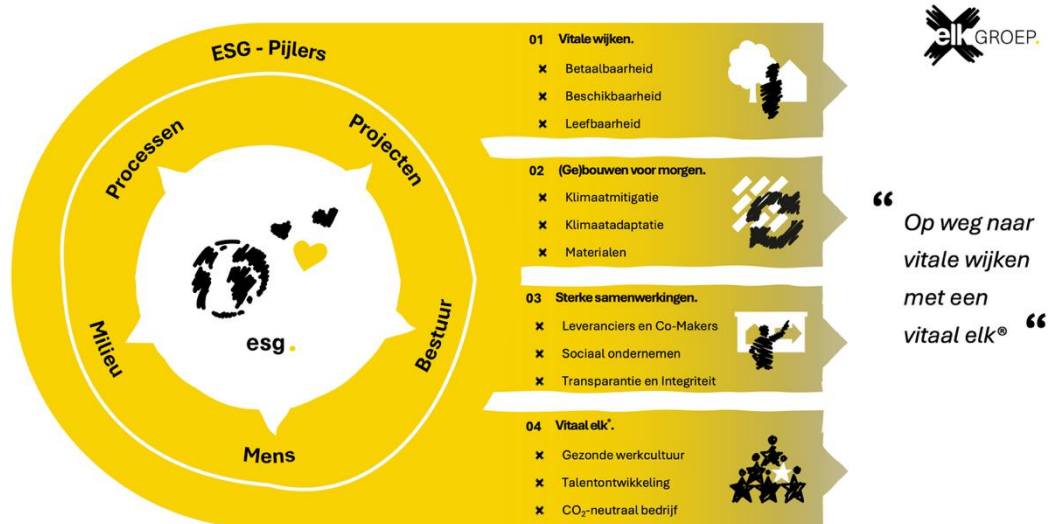 ESG - Pijlers
Processen
Projecten
Milieu
Bestuur
Mens
esg.
01 Vitale wijken.
× Betaalbaarheid
× Beschikbaarheid
× Leefbaarheid
02 (Ge)bouwen voor morgen.
× Klimaatmitigatie
× Klimaatadaptatie
× Materialen
03 Sterke samenwerkingen.
× Leveranciers en Co-Makers
× Sociaal ondernemen
× Transparantie en Integriteit
04 Vitaal elk®.
× Gezonde werkcultuur
× Talentontwikkeling
× CO₂-neutraal bedrijf
elk GROEP.
“ Op weg naar
vitale wijken
met een
vitaal elk® “